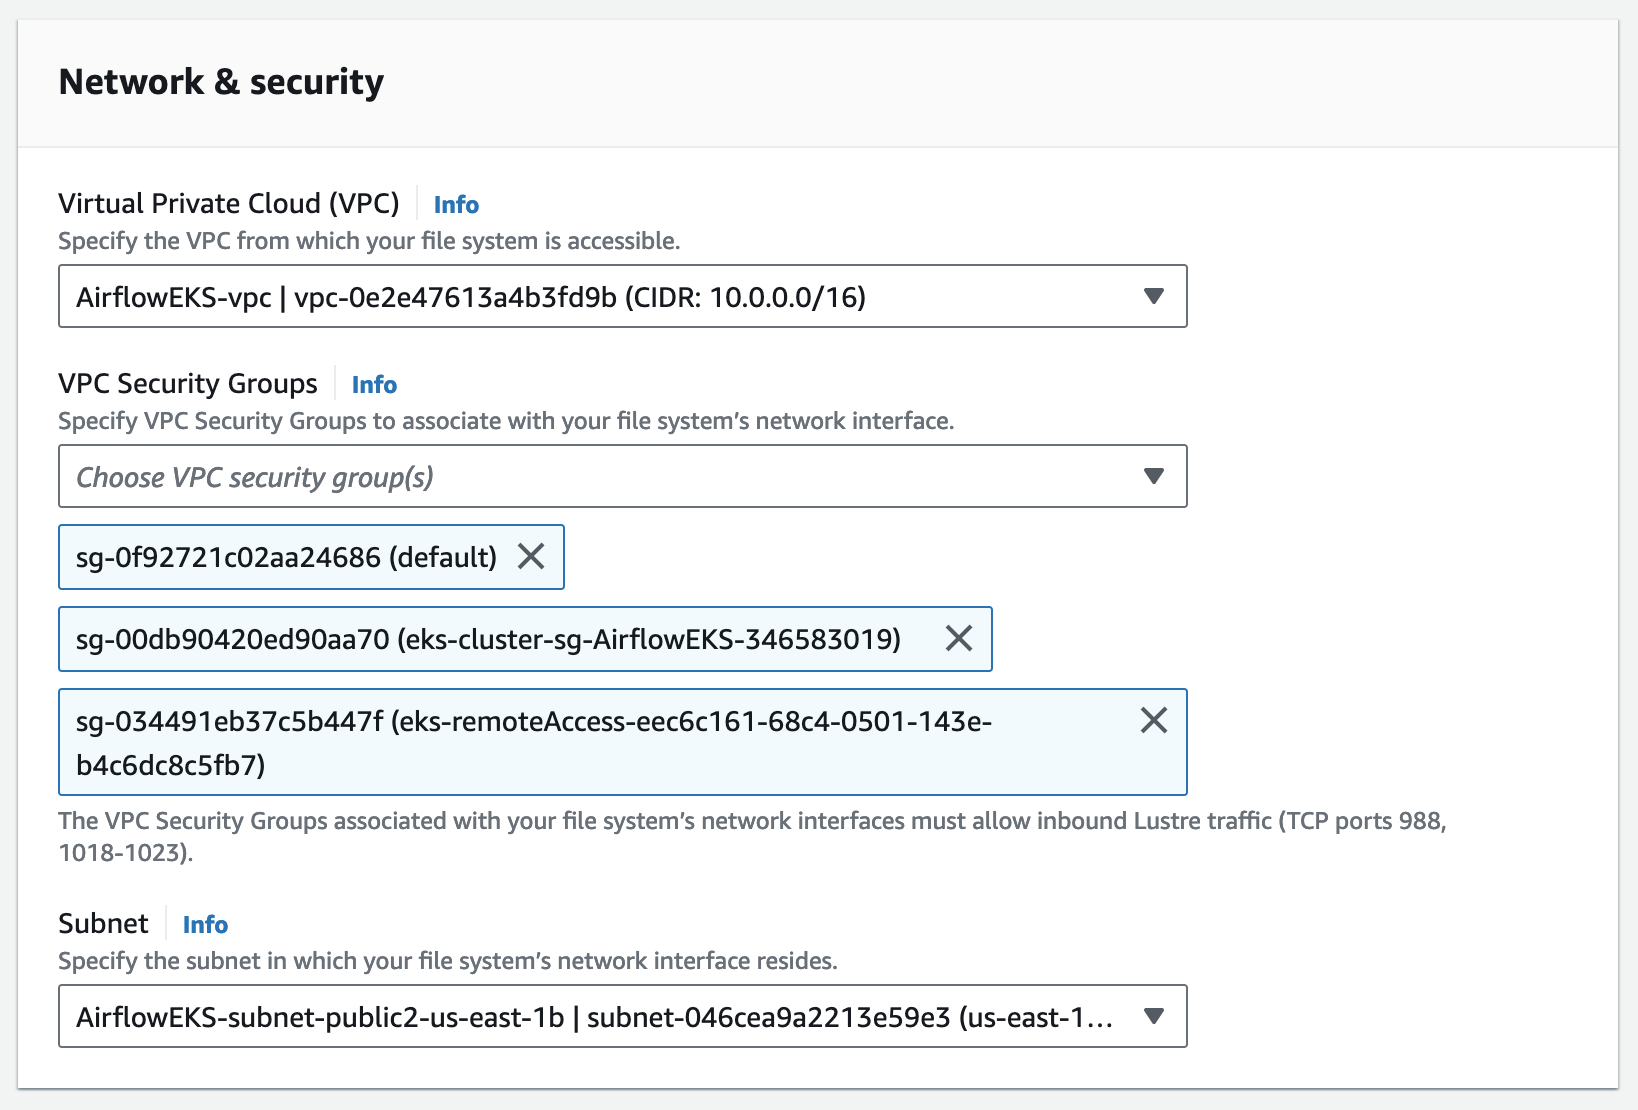 Network & security
Virtual Private Cloud (VPC) Info
Specify the VPC from which your file system is accessible.
AirflowEKS-vpc | vpc-0e2e47613a4b3fd9b (CIDR: 10.0.0.0/16)
VPC Security Groups Info
Specify VPC Security Groups to associate with your file system's network interface.
Choose VPC security group(s)
sg-0f92721c02aa24686 (default)
sg-00db90420ed90aa70 (eks-cluster-sg-AirflowEKS-346583019)
sg-034491eb37c5b447f (eks-remoteAccess-eec6c161-68c4-0501-143e-
b4c6dc8c5fb7)
The VPC Security Groups associated with your file system's network interfaces must allow inbound Lustre traffic (TCP ports 988,
1018-1023).
Subnet Info
Specify the subnet in which your file system's network interface resides.
AirflowEKS-subnet-public2-us-east-1b | subnet-046cea9a2213e59e3 (us-east-1...